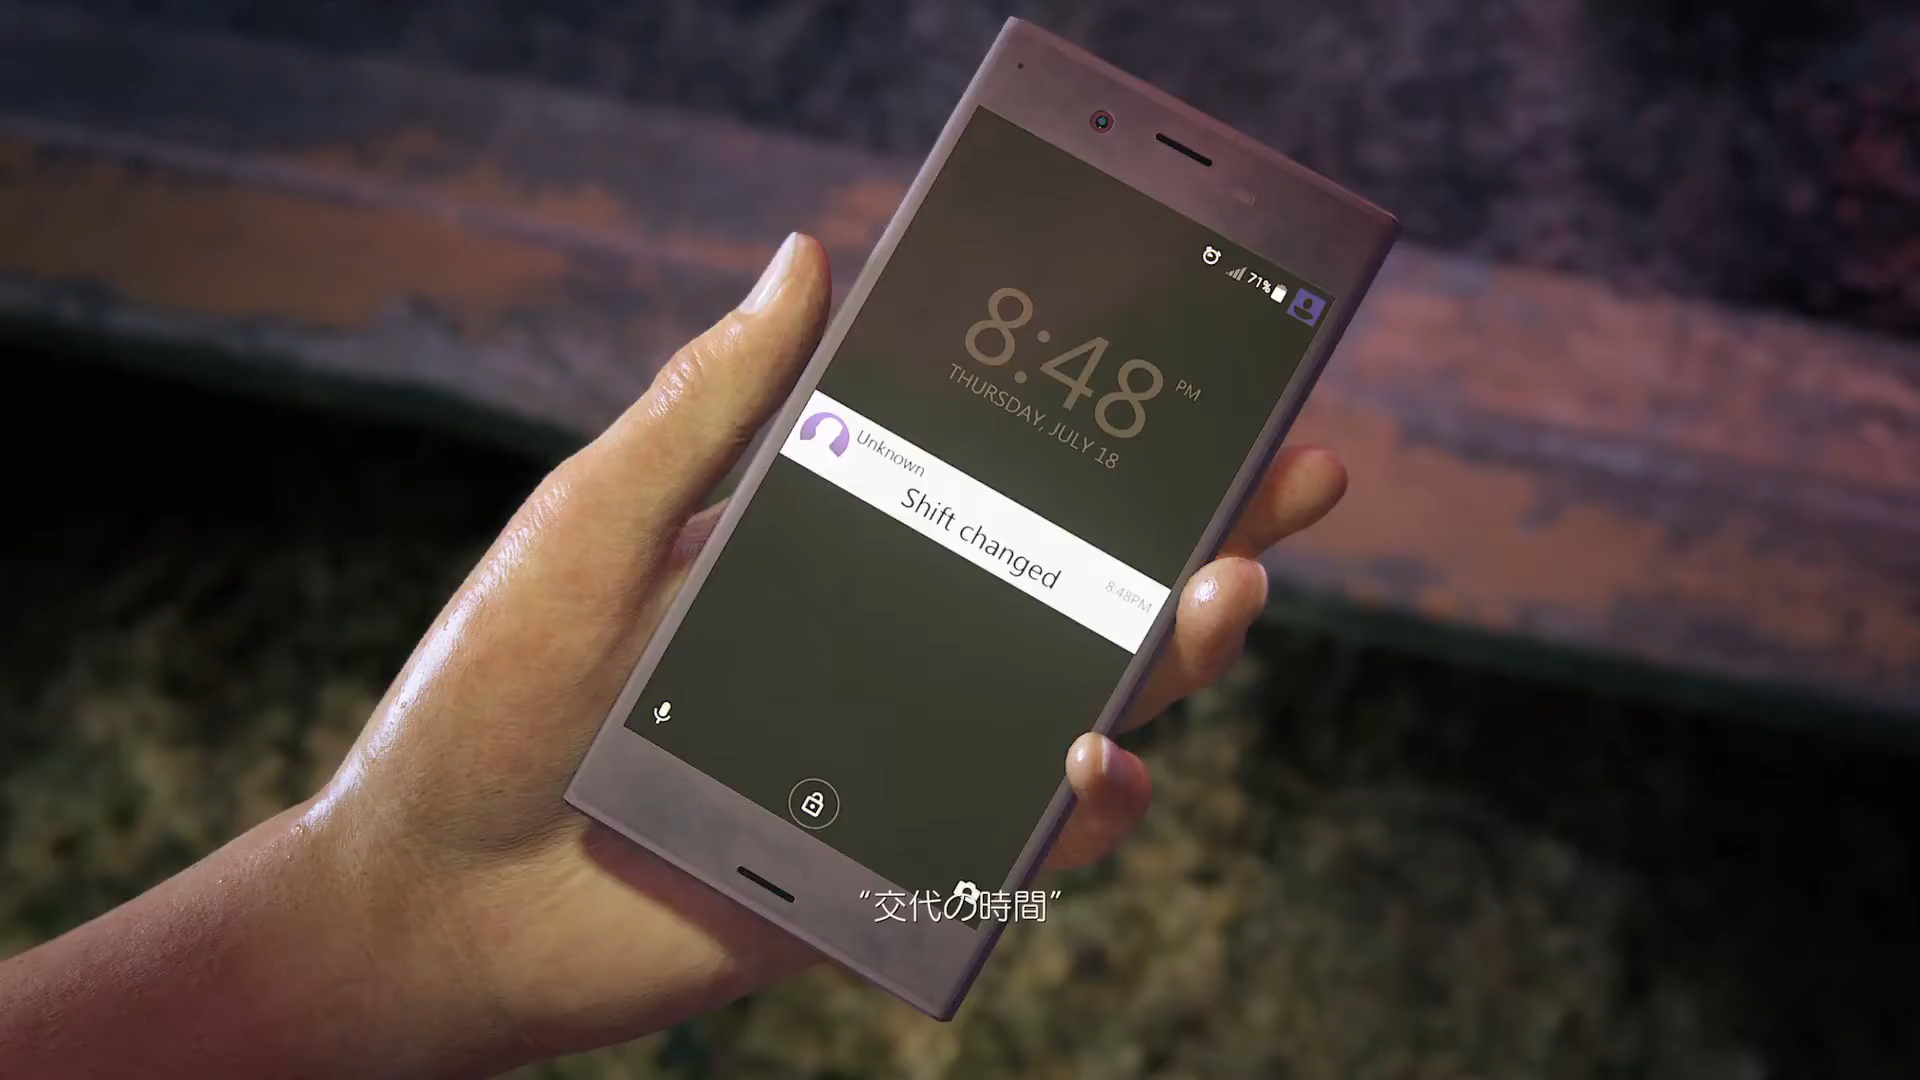 71%
8:48 PM
THURSDAY, JULY 18
Unknown
Shift changed
8:48PM
“交代の時間”